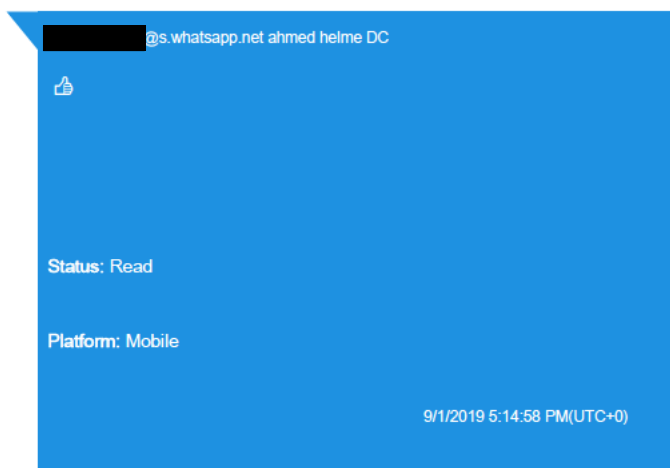 @s.whatsapp.net ahmed helme DC
👍
Status: Read
Platform: Mobile
9/1/2019 5:14:58 PM(UTC+0)